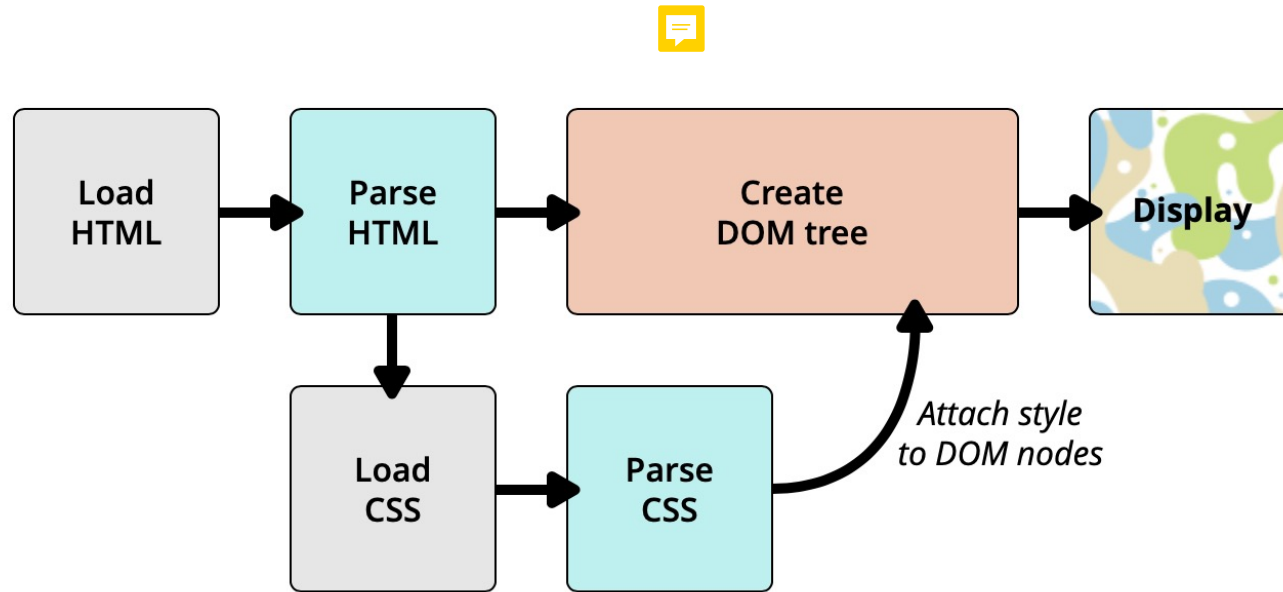 Load
HTML
Parse
HTML
Create
DOM tree
Display
Load
CSS
Parse
CSS
Attach style
to DOM nodes